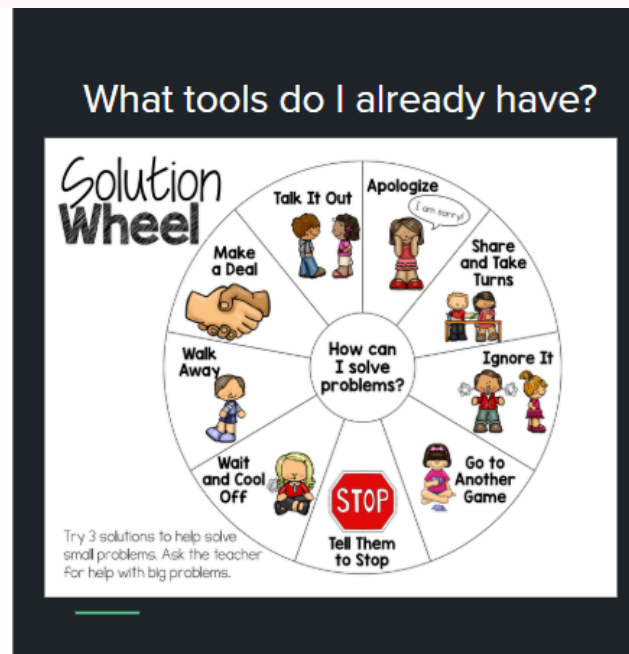 What tools do I already have?
Solution
Wheel
Talk It Out
Apologize
I am sorry!
Share
and Take
Turns
Ignore It
Go to
Another
Game
STOP
Tell Them
to Stop
Wait
and Cool
Off
Walk
Away
Make
a Deal
How can
I solve
problems?
Try 3 solutions to help solve
small problems. Ask the teacher
for help with big problems.